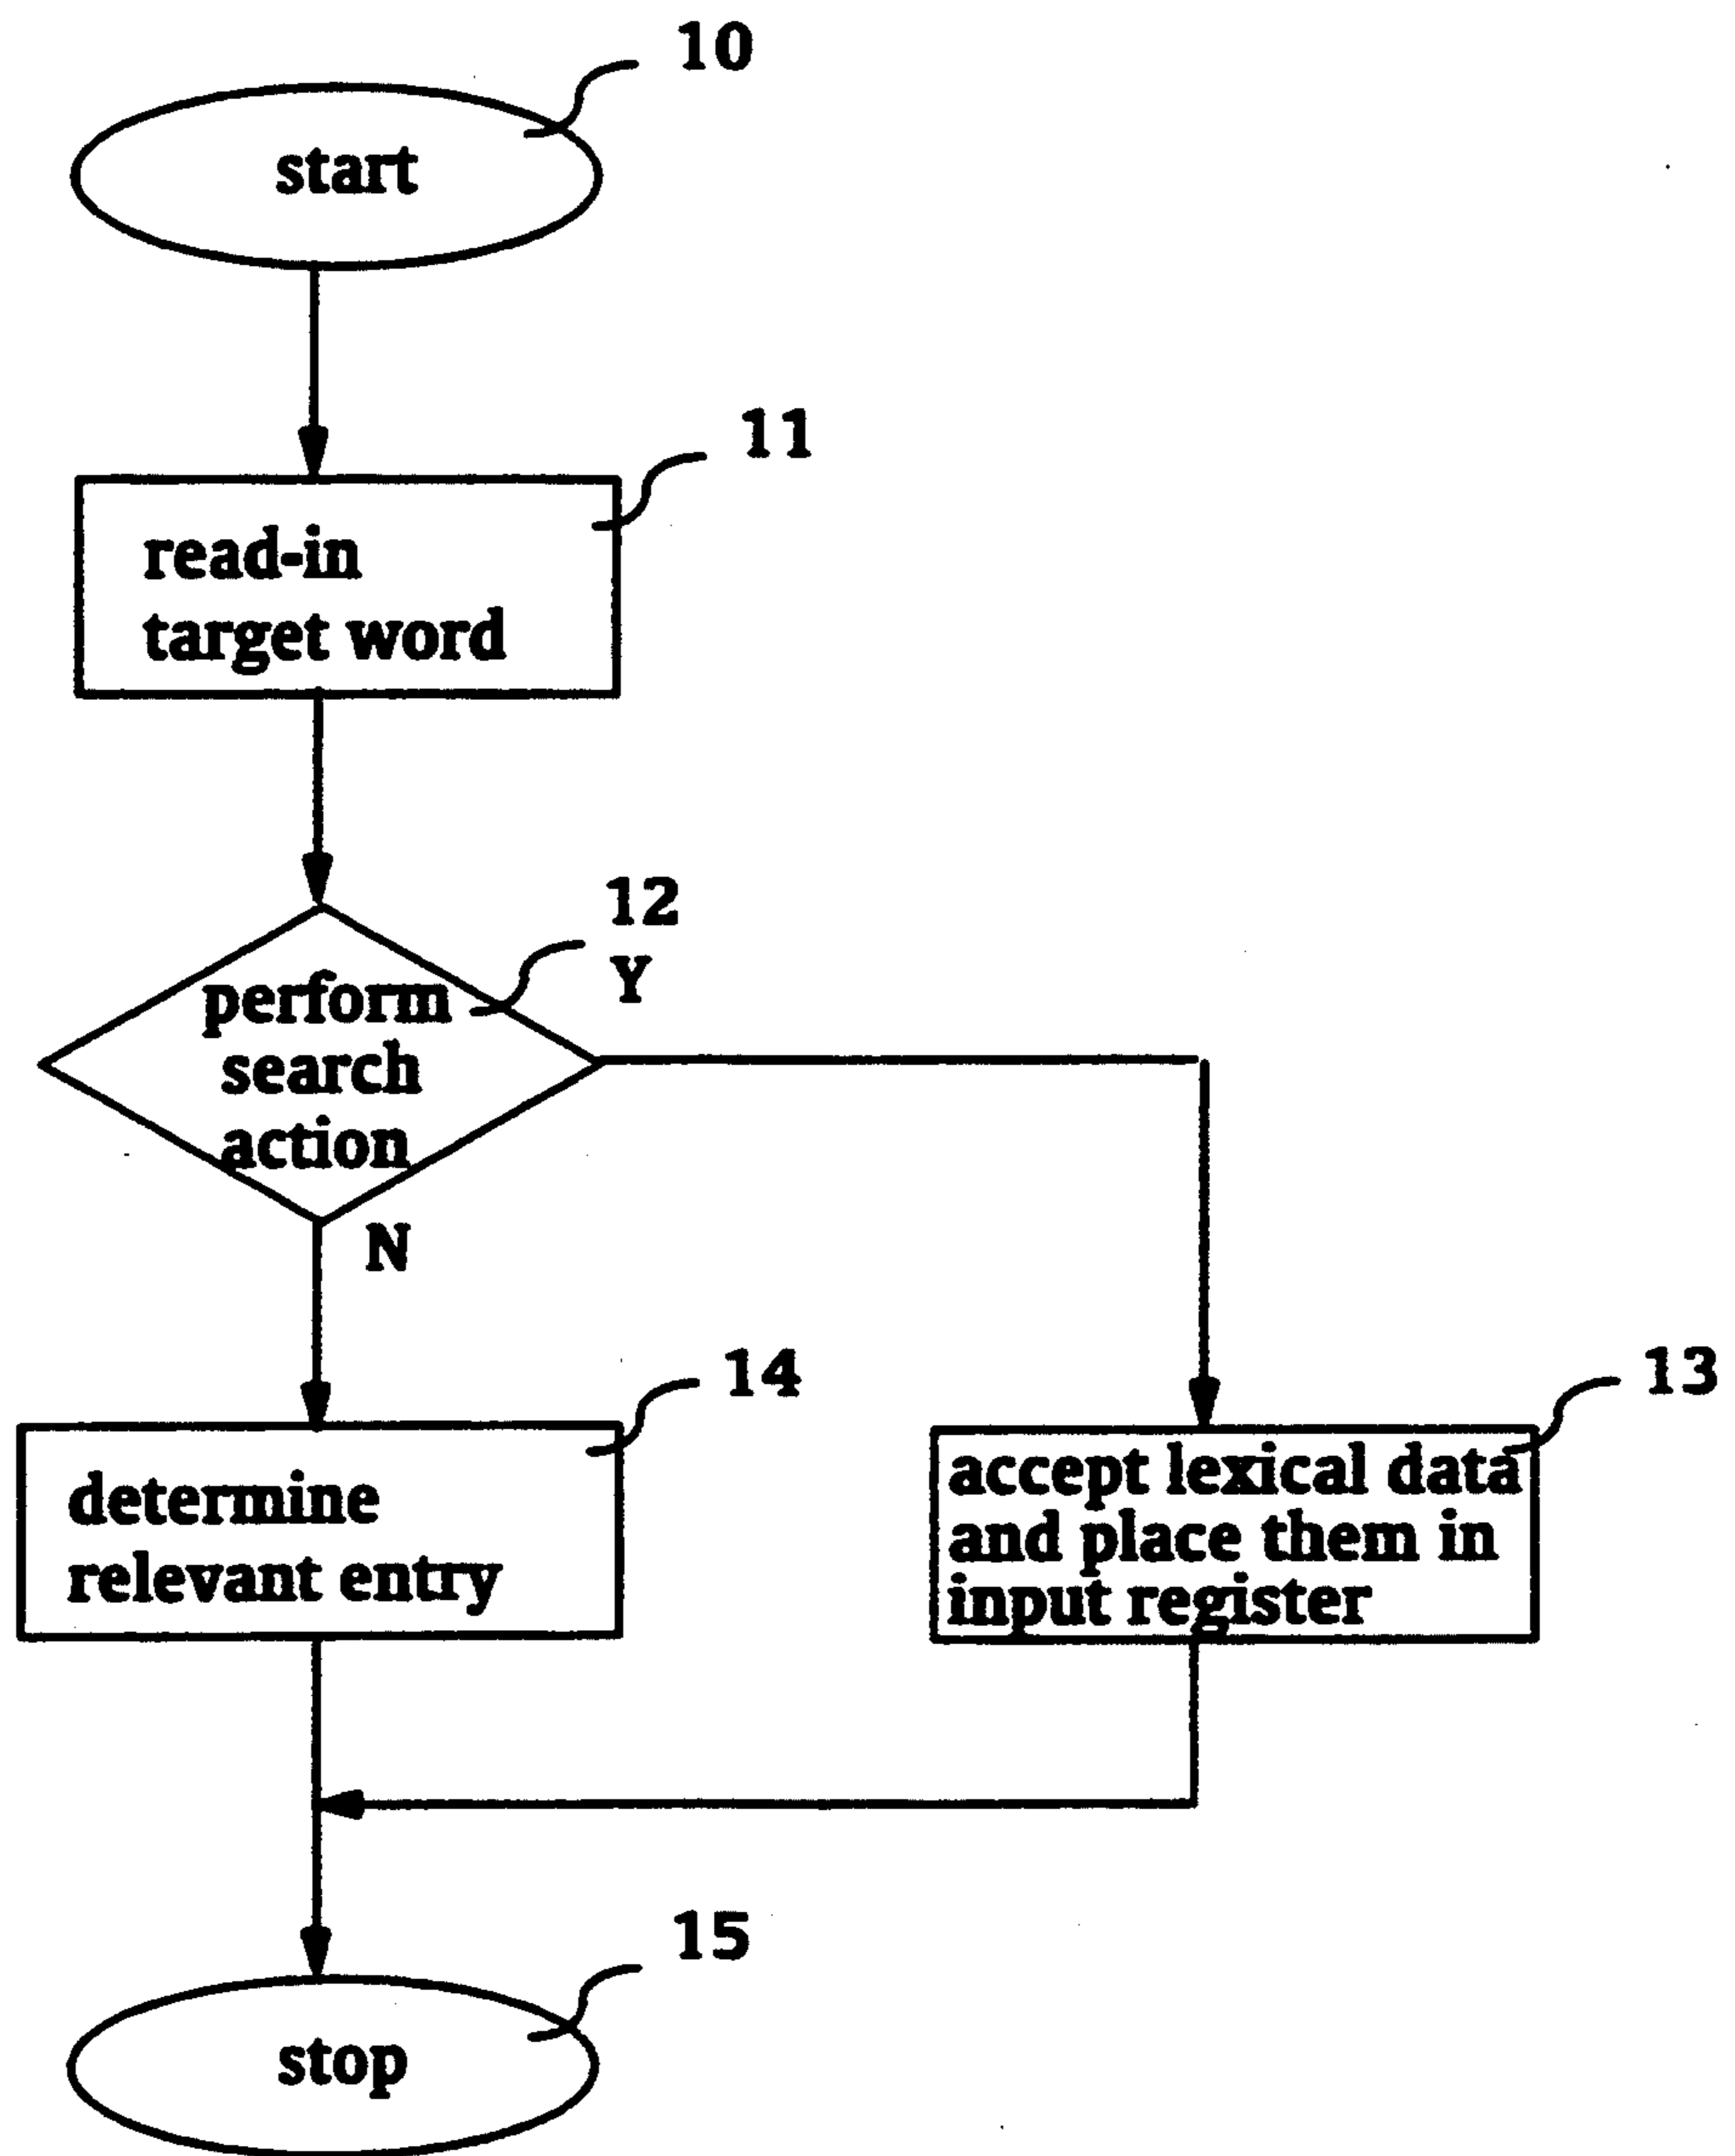 10
start
11
read-in
target word
12
Y
perform
search
action
N
14
13
determine
relevant entry
accept lexical data
and place them in
input register
15
stop